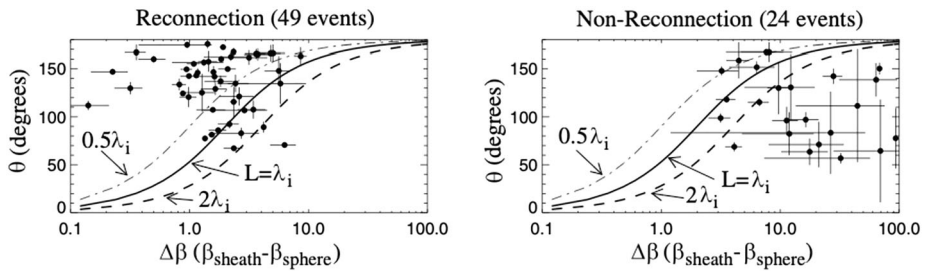 Reconnection (49 events)
θ (degrees)
150
100
50
0
0.5λi
L=λi
2λi
0.1
1.0
10.0
100.0
Δβ (βsheath-βsphere)
Non-Reconnection (24 events)
θ (degrees)
150
100
50
0
0.5λi
L=λi
2λi
0.1
1.0
10.0
100.0
Δβ (βsheath-βsphere)